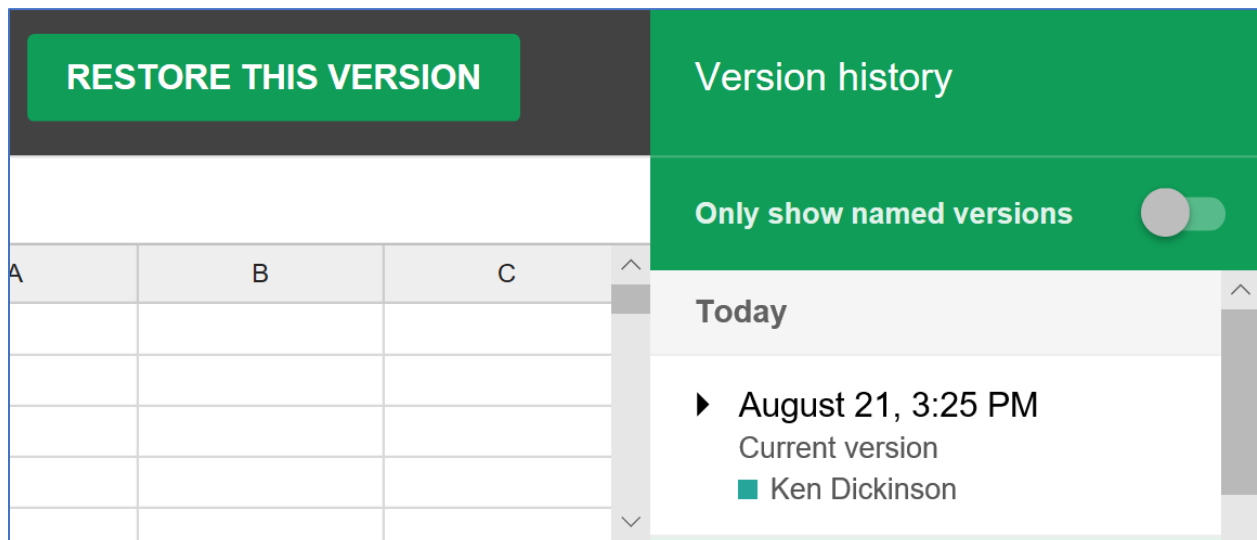 RESTORE THIS VERSION
Version history
Only show named versions
A B C
Today
August 21, 3:25 PM
Current version
Ken Dickinson